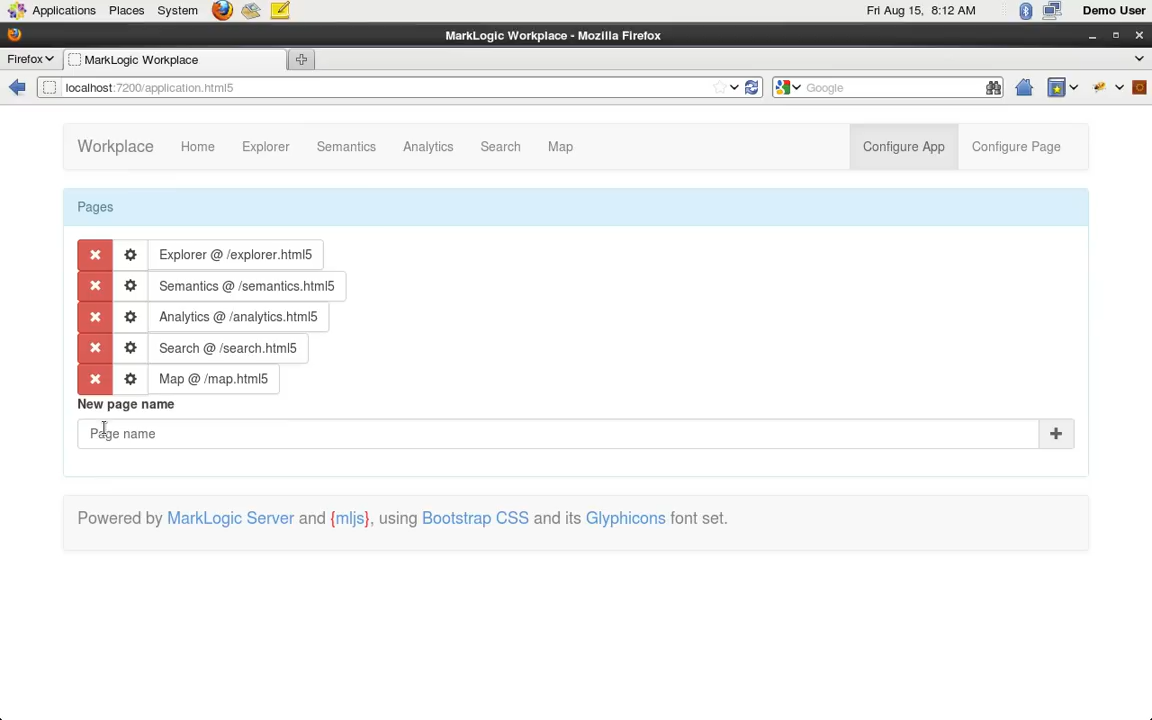 Applications Places System Fri Aug 15, 8:12 AM Demo User
MarkLogic Workplace - Mozilla Firefox
Firefox MarkLogic Workplace
localhost:7200/application.html5 Google
Workplace Home Explorer Semantics Analytics Search Map Configure App Configure Page
Pages
Explorer @ /explorer.html5
Semantics @ /semantics.html5
Analytics @ /analytics.html5
Search @ /search.html5
Map @ /map.html5
New page name
Page name
Powered by MarkLogic Server and {mljs}, using Bootstrap CSS and its Glyphicons font set.